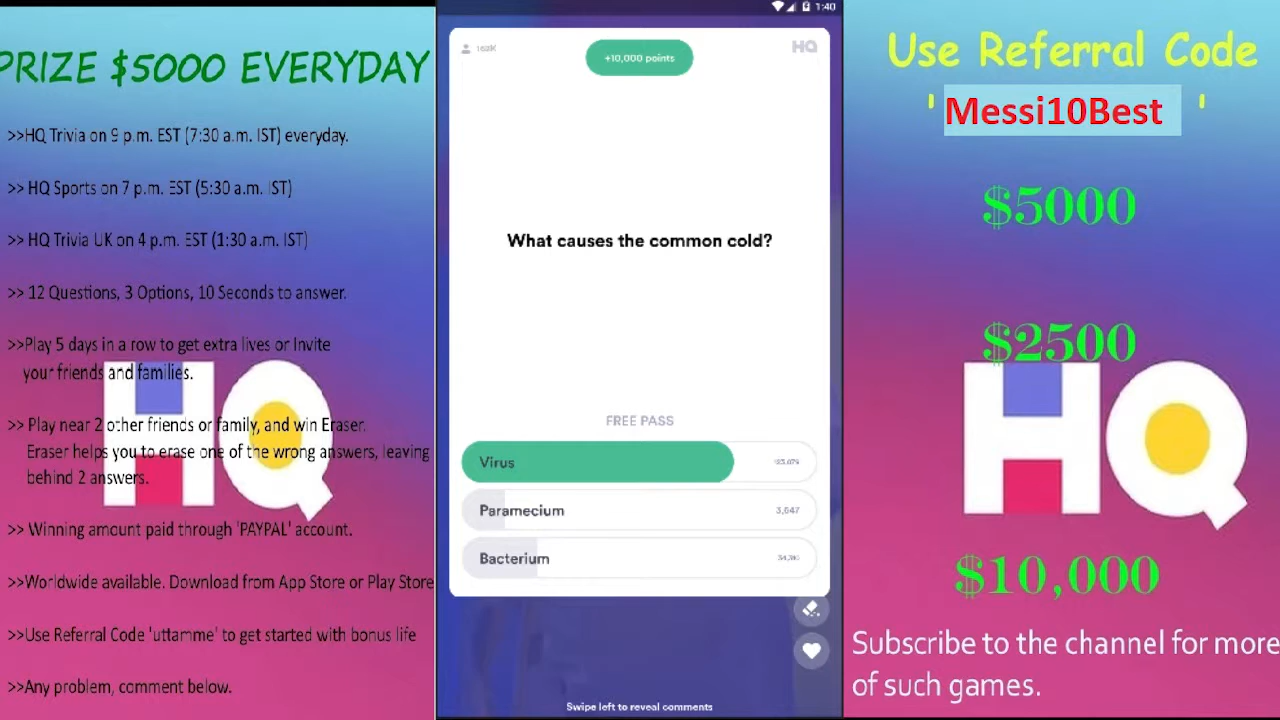 PRIZE $5000 EVERYDAY
>>HQ Trivia on 9 p.m. EST (7:30 a.m. IST) everyday.
>> HQ Sports on 7 p.m. EST (5:30 a.m. IST)
>> HQ Trivia UK on 4 p.m. EST (1:30 a.m. IST)
>> 12 Questions, 3 Options, 10 Seconds to answer.
>>Play 5 days in a row to get extra lives or Invite
your friends and families.
>> Play near 2 other friends or family, and win Eraser.
Eraser helps you to erase one of the wrong answers, leaving
behind 2 answers.
>> Winning amount paid through 'PAYPAL' account.
>>Worldwide available. Download from App Store or Play Store
>>Use Referral Code 'uttamme' to get started with bonus life
>>Any problem, comment below.
HQ
1:40
HQ
+10,000 points
What causes the common cold?
FREE PASS
Virus
Paramecium
Bacterium
Swipe left to reveal comments
Use Referral Code
' Messi10Best '
$5000
$2500
HQ
$10,000
Subscribe to the channel for more
of such games.